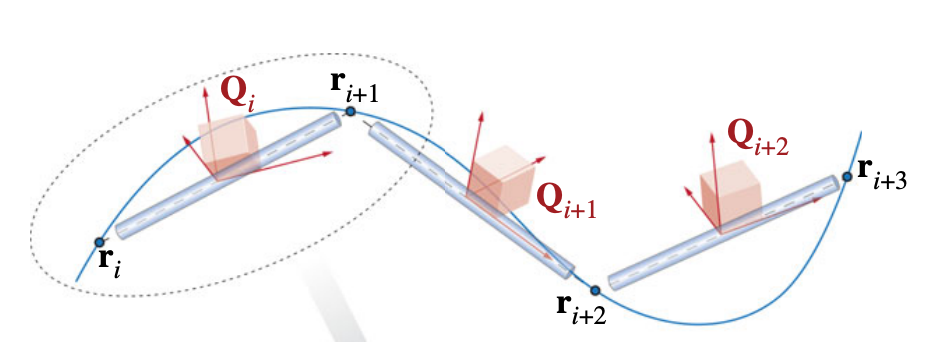 Q_i
r_{i+1}
Q_{i+2}
r_{i+3}
Q_{i+1}
r_i
r_{i+2}